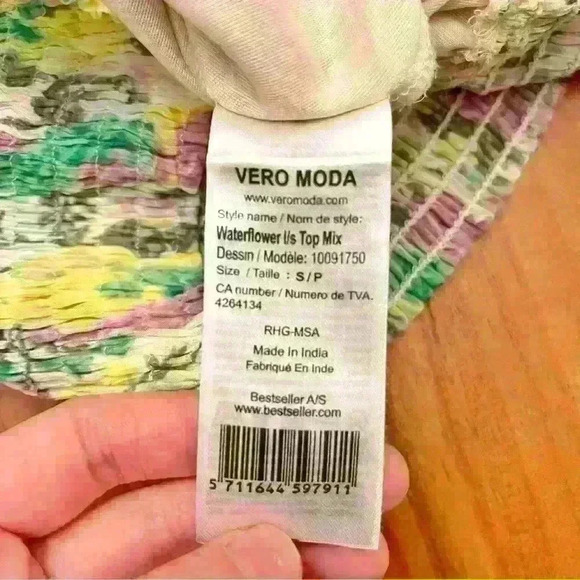 VERO MODA
www.veromoda.com
Style name / Nom de style:
Waterflower l/s Top Mix
Dessin / Modèle: 10091750
Size / Taille : S / P
CA number / Numero de TVA.
4264134
RHG-MSA
Made In India
Fabriqué En Inde
Bestseller A/S
www.bestseller.com
5 711644 597911